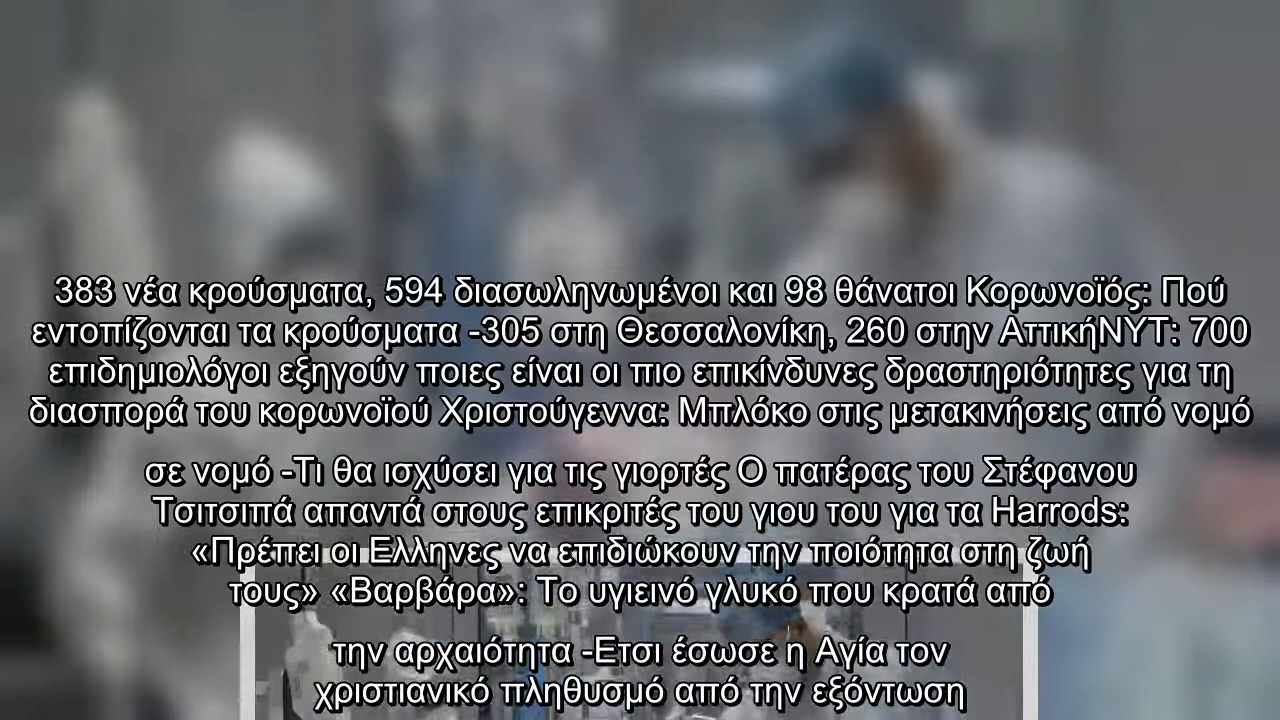 383 νέα κρούσματα, 594 διασωληνωμένοι και 98 θάνατοι Κορωνοϊός: Πού
εντοπίζονται τα κρούσματα -305 στη Θεσσαλονίκη, 260 στην ΑττικήNYT: 700
επιδημιολόγοι εξηγούν ποιες είναι οι πιο επικίνδυνες δραστηριότητες για τη
διασπορά του κορωνοϊού Χριστούγεννα: Μπλόκο στις μετακινήσεις από νομό
σε νομό -Τι θα ισχύσει για τις γιορτές Ο πατέρας του Στέφανου
Τσιτσιπά απαντά στους επικριτές του γιου του για τα Harrods:
«Πρέπει οι Ελληνες να επιδιώκουν την ποιότητα στη ζωή
τους» «Βαρβάρα»: Το υγιεινό γλυκό που κρατά από
την αρχαιότητα -Ετσι έσωσε η Αγία τον
χριστιανικό πληθυσμό από την εξόντωση